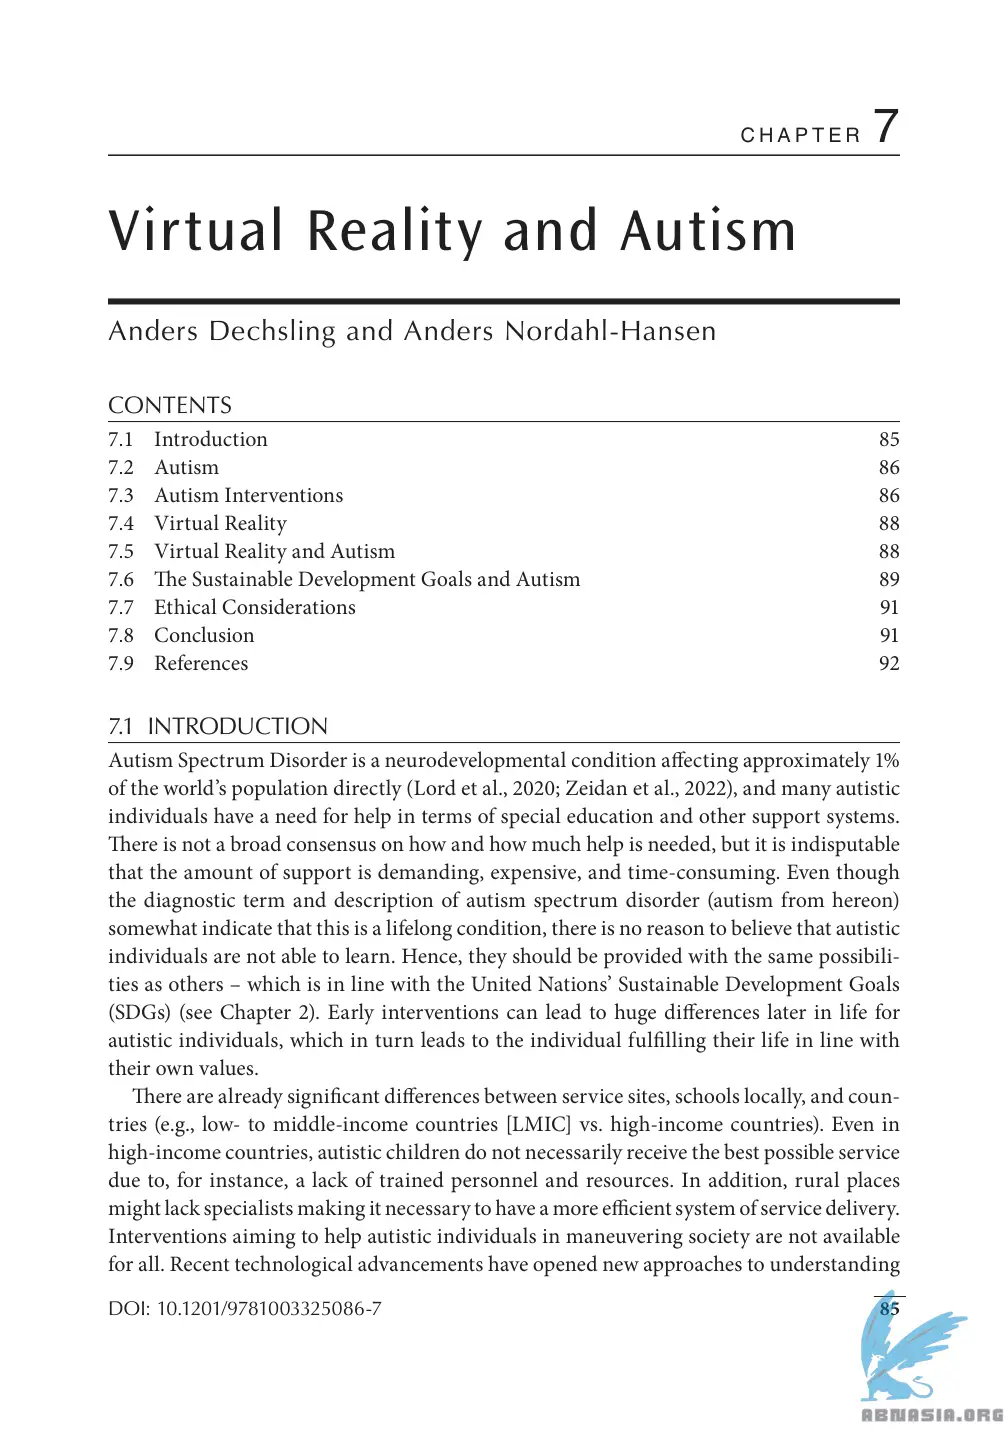 CHAPTER 7
Virtual Reality and Autism
Anders Dechsling and Anders Nordahl-Hansen
CONTENTS
7.1 Introduction 85
7.2 Autism 86
7.3 Autism Interventions 86
7.4 Virtual Reality 88
7.5 Virtual Reality and Autism 88
7.6 The Sustainable Development Goals and Autism 89
7.7 Ethical Considerations 91
7.8 Conclusion 91
7.9 References 92
7.1 INTRODUCTION
Autism Spectrum Disorder is a neurodevelopmental condition affecting approximately 1%
of the world's population directly (Lord et al., 2020; Zeidan et al., 2022), and many autistic
individuals have a need for help in terms of special education and other support systems.
There is not a broad consensus on how and how much help is needed, but it is indisputable
that the amount of support is demanding, expensive, and time-consuming. Even though
the diagnostic term and description of autism spectrum disorder (autism from hereon)
somewhat indicate that this is a lifelong condition, there is no reason to believe that autistic
individuals are not able to learn. Hence, they should be provided with the same possibili-
ties as others – which is in line with the United Nations' Sustainable Development Goals
(SDGs) (see Chapter 2). Early interventions can lead to huge differences later in life for
autistic individuals, which in turn leads to the individual fulfilling their life in line with
their own values.
There are already significant differences between service sites, schools locally, and coun-
tries (e.g., low- to middle-income countries [LMIC] vs. high-income countries). Even in
high-income countries, autistic children do not necessarily receive the best possible service
due to, for instance, a lack of trained personnel and resources. In addition, rural places
might lack specialists making it necessary to have a more efficient system of service delivery.
Interventions aiming to help autistic individuals in maneuvering society are not available
for all. Recent technological advancements have opened new approaches to understanding
DOI: 10.1201/9781003325086-7 85
ABNASIA.ORG